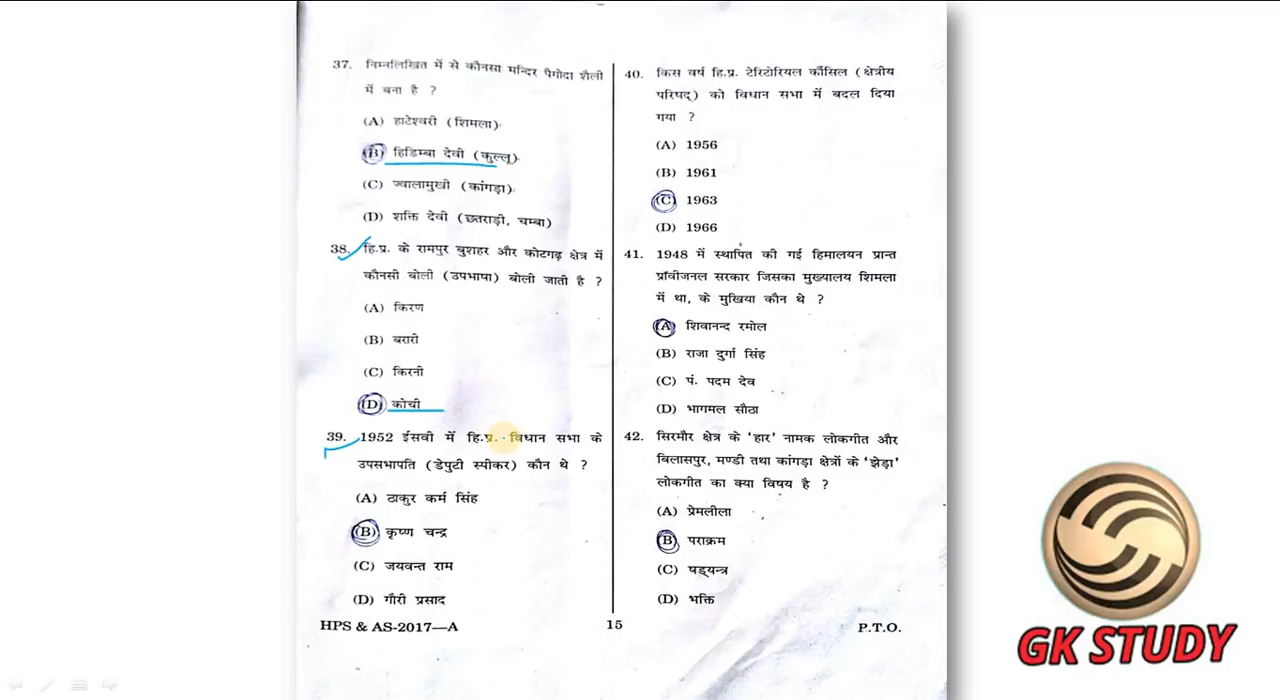 37. निम्नलिखित में से कौनसा मन्दिर पैगोदा शैली
में बना है ?
(A) हाटेश्वरी (शिमला)
(B) हिडिम्बा देवी (कुल्लू)
(C) ज्वालामुखी (कांगड़ा)
(D) शक्ति देवी (छतराड़ी, चम्बा)
38. हि.प्र. के रामपुर बुशहर और कोटगढ़ क्षेत्र में
कौनसी बोली (उपभाषा) बोली जाती है ?
(A) किरण
(B) बरारी
(C) किरनी
(D) कोची
39. 1952 ईसवी में हि.प्र. विधान सभा के
उपसभापति (डेपुटी स्पीकर) कौन थे ?
(A) ठाकुर कर्म सिंह
(B) कृष्ण चन्द्र
(C) जयवन्त राम
(D) गौरी प्रसाद
HPS & AS-2017—A
40. किस वर्ष हि.प्र. टेरिटोरियल कौंसिल (क्षेत्रीय
परिषद्) को विधान सभा में बदल दिया
गया ?
(A) 1956
(B) 1961
(C) 1963
(D) 1966
41. 1948 में स्थापित की गई हिमालयन प्रान्त
प्रॉवीजनल सरकार जिसका मुख्यालय शिमला
में था, के मुखिया कौन थे ?
(A) शिवानन्द रमोल
(B) राजा दुर्गा सिंह
(C) पं. पदम देव
(D) भागमल सौठा
42. सिरमौर क्षेत्र के 'हार' नामक लोकगीत और
बिलासपुर, मण्डी तथा कांगड़ा क्षेत्रों के 'झेड़ा'
लोकगीत का क्या विषय है ?
(A) प्रेमलीला
(B) पराक्रम
(C) षड्यन्त्र
(D) भक्ति
15
P.T.O.
GK STUDY